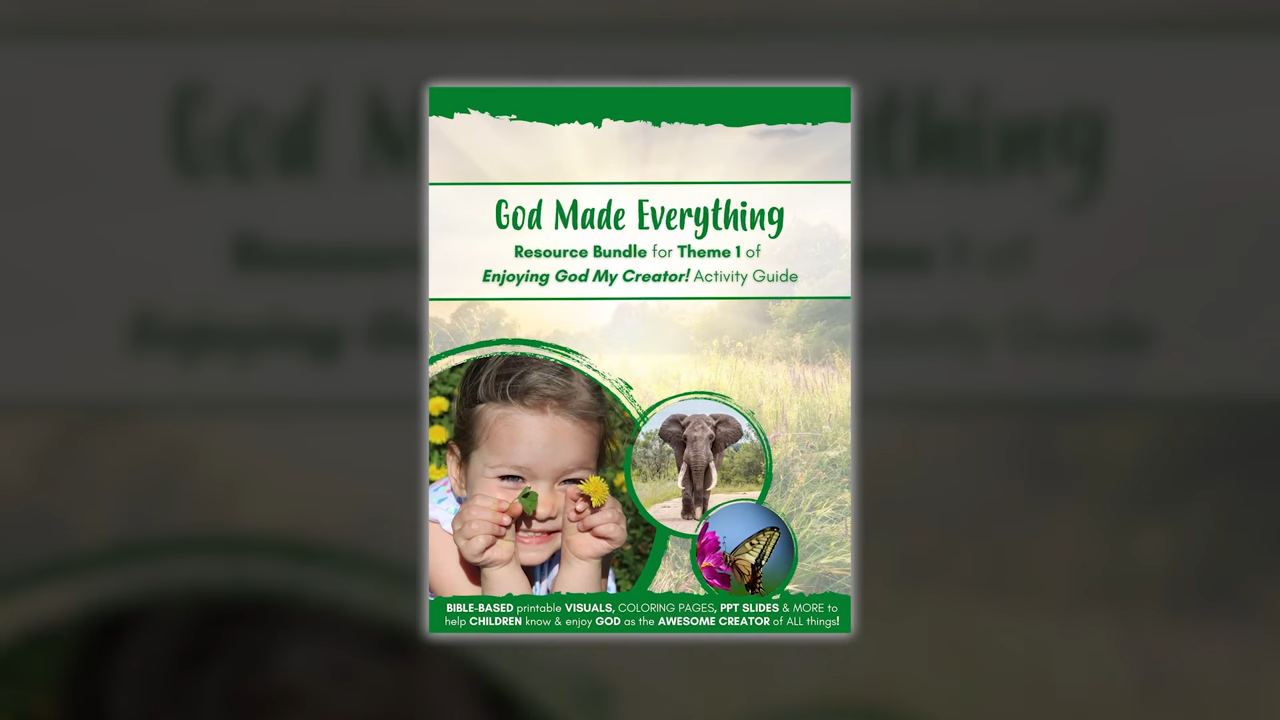 God Made Everything
Resource Bundle for Theme 1 of
Enjoying God My Creator! Activity Guide
BIBLE-BASED printable VISUALS, COLORING PAGES, PPT SLIDES & MORE to
help CHILDREN know & enjoy GOD as the AWESOME CREATOR of ALL things!